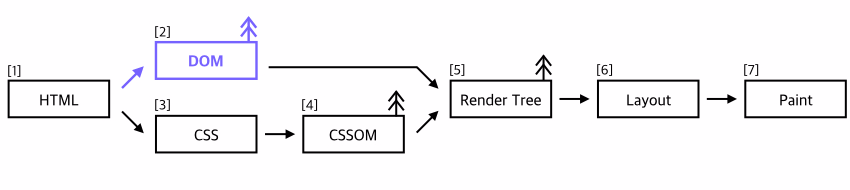 [1]
HTML
[2]
DOM
[3]
CSS
[4]
CSSOM
[5]
Render Tree
[6]
Layout
[7]
Paint